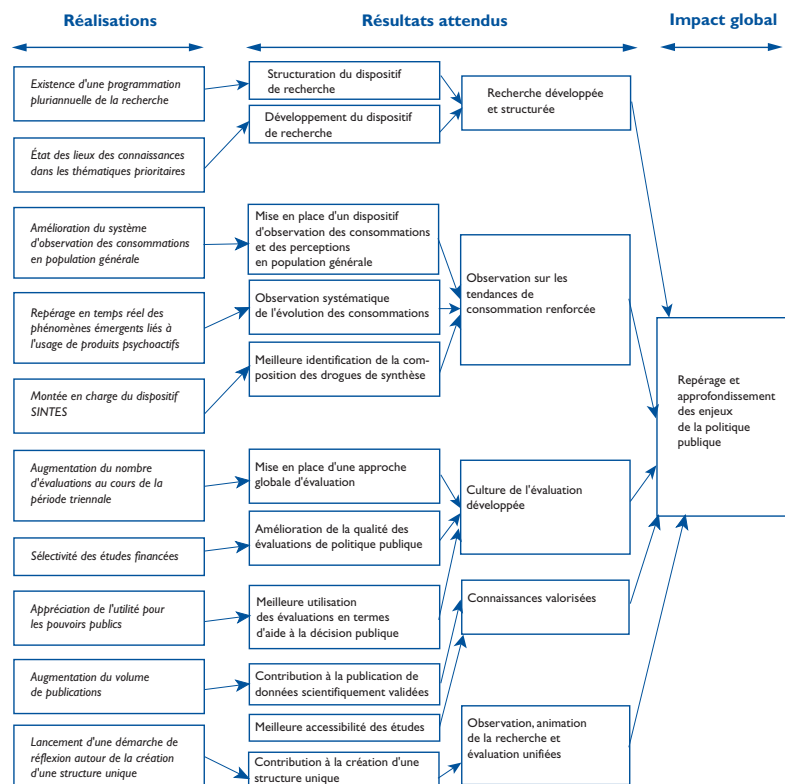 Réalisations
Résultats attendus
Impact global
Existence d'une programmation
pluriannuelle de la recherche
État des lieux des connaissances
dans les thématiques prioritaires
Amélioration du système
d'observation des consommations
en population générale
Repérage en temps réel des
phénomènes émergents liés à
l'usage de produits psychoactifs
Montée en charge du dispositif
SINTES
Augmentation du nombre
d'évaluations au cours de la
période triennale
Sélectivité des études financées
Appréciation de l'utilité pour
les pouvoirs publics
Augmentation du volume
de publications
Lancement d'une démarche de
réflexion autour de la création
d'une structure unique
Structuration du dispositif
de recherche
Développement du dispositif
de recherche
Mise en place d'un dispositif
d'observation des consommations
et des perceptions
en population générale
Observation systématique
de l'évolution des consommations
Meilleure identification de la com-
position des drogues de synthèse
Mise en place d'une approche
globale d'évaluation
Amélioration de la qualité des
évaluations de politique publique
Meilleure utilisation
des évaluations en termes
d'aide à la décision publique
Contribution à la publication de
données scientifiquement validées
Meilleure accessibilité des études
Contribution à la création d'une
structure unique
Recherche développée
et structurée
Observation sur les
tendances de
consommation renforcée
Culture de l'évaluation
développée
Connaissances valorisées
Observation, animation
de la recherche et
évaluation unifiées
Repérage et
approfondissement
des enjeux
de la politique
publique